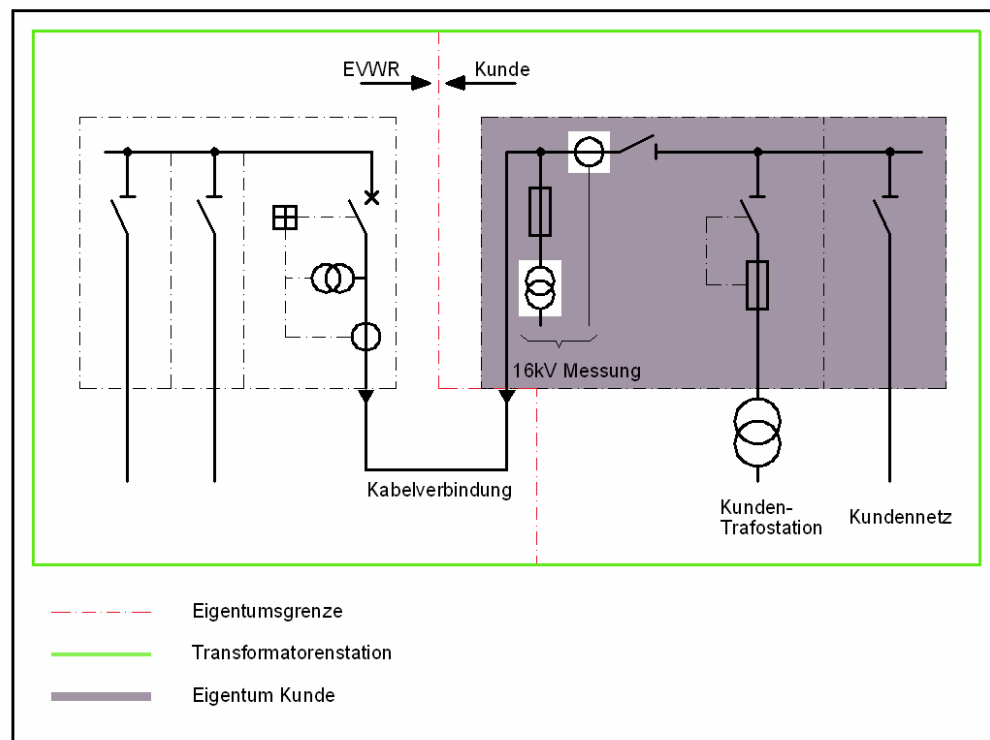 EVWR
Kunde
16kV Messung
Kabelverbindung
Kunden-
Trafostation
Kundennetz
Eigentumsgrenze
Transformatorenstation
Eigentum Kunde